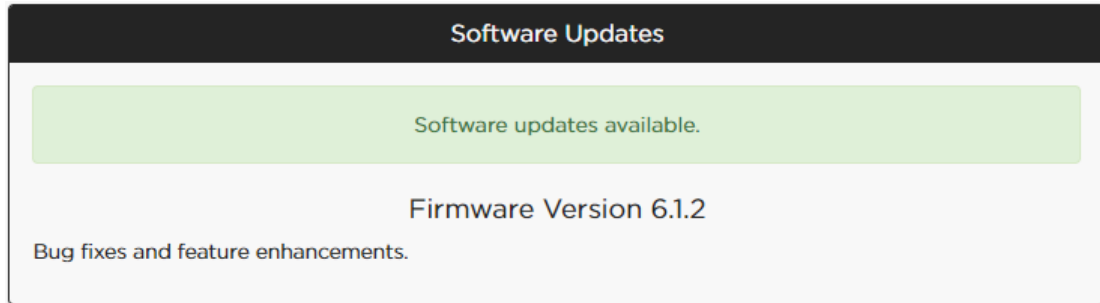 Software Updates
Software updates available.
Firmware Version 6.1.2
Bug fixes and feature enhancements.